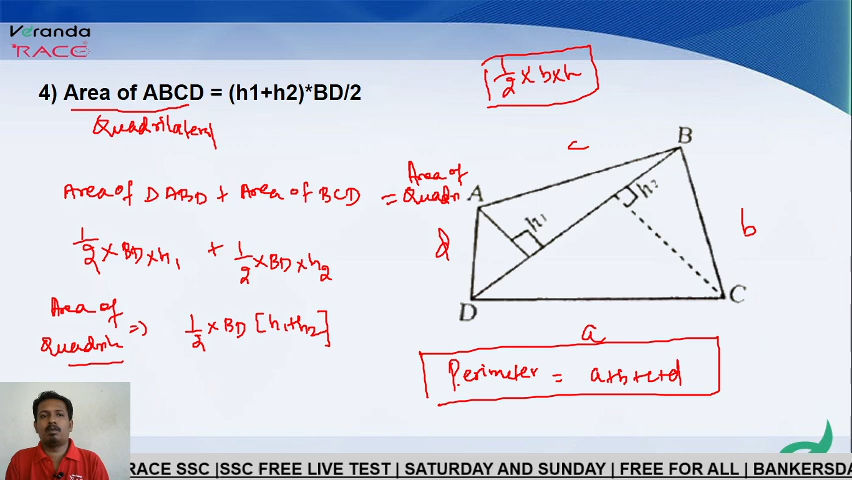 Veranda
RACE
1/2 × b×h
4) Area of ABCD = (h1+h2)*BD/2
Quadrilateral
Area of Δ ABD + Area of BCD = Area of Quadri
1/2 × BD × h1 + 1/2 × BD × h2
Area of Quadrila => 1/2 × BD [h1+h2]
A
B
C
D
h1
h2
c
b
d
a
Perimeter = a+b+c+d
RACE SSC |SSC FREE LIVE TEST | SATURDAY AND SUNDAY | FREE FOR ALL | BANKERSDA